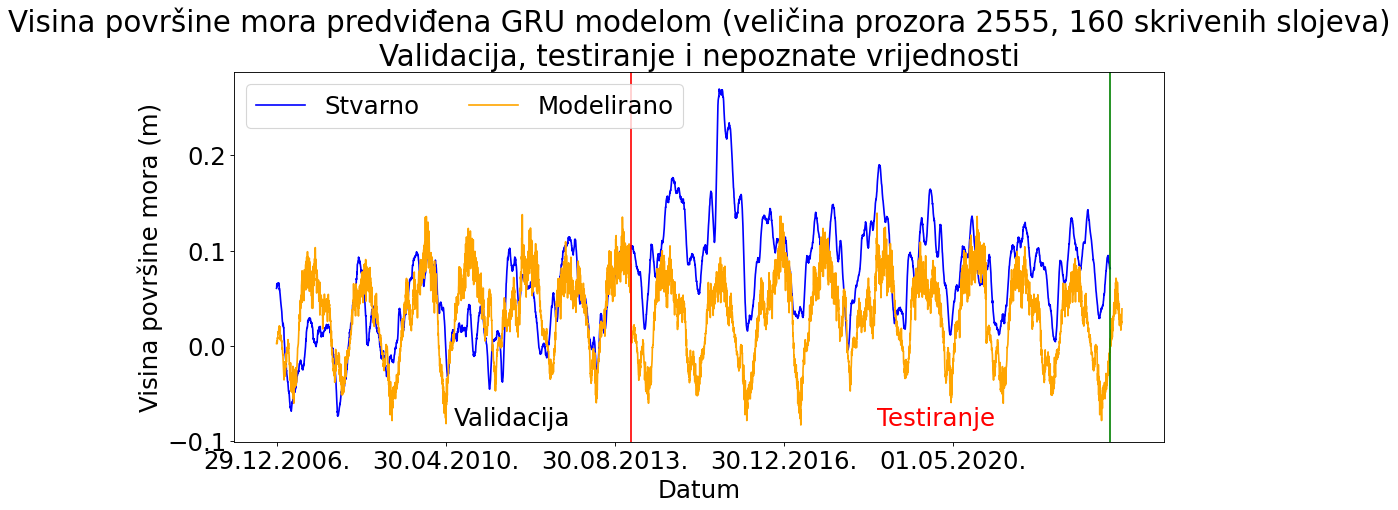 Visina površine mora predviđena GRU modelom (veličina prozora 2555, 160 skrivenih slojeva)
Validacija, testiranje i nepoznate vrijednosti
Stvarno
Modelirano
Visina površine mora (m)
0.2
0.1
0.0
−0.1
Validacija
Testiranje
29.12.2006.
30.04.2010.
30.08.2013.
30.12.2016.
01.05.2020.
Datum